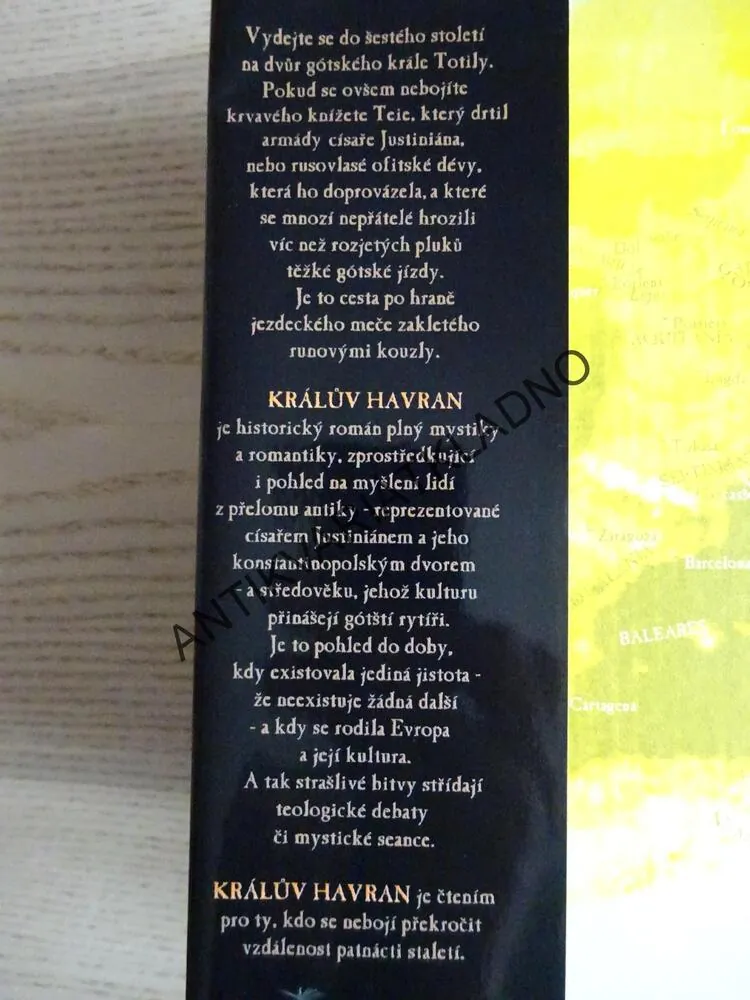 Vydejte se do šestého století
na dvůr gótského krále Totily.
Pokud se ovšem nebojíte
krvavého knížete Teie, který drtil
armády císaře Justiniána,
nebo rusovlasé ofitské dévy,
která ho doprovázela, a které
se mnozí nepřátelé hrozili
víc než rozjetých pluků
těžké gótské jízdy.
Je to cesta po hraně
jezdeckého meče zakletého
runovými kouzly.
KRÁLŮV HAVRAN
je historický román plný mystiky
a romantiky, zprostředkující
i pohled na myšlení lidí
z přelomu antiky - reprezentované
císařem Justiniánem a jeho
konstantinopolským dvorem
- a středověku, jehož kulturu
přinášejí gótští rytíři.
Je to pohled do doby,
kdy existovala jediná jistota -
že neexistuje žádná další
- a kdy se rodila Evropa
a její kultura.
A tak strašlivé bitvy střídají
teologické debaty
či mystické seance.
KRÁLŮV HAVRAN je čtením
pro ty, kdo se nebojí překročit
vzdálenost patnácti staletí.
ANTIKVARIAT KLADNO
Zaragoza
Barcelona
BALEARES
Cartagena